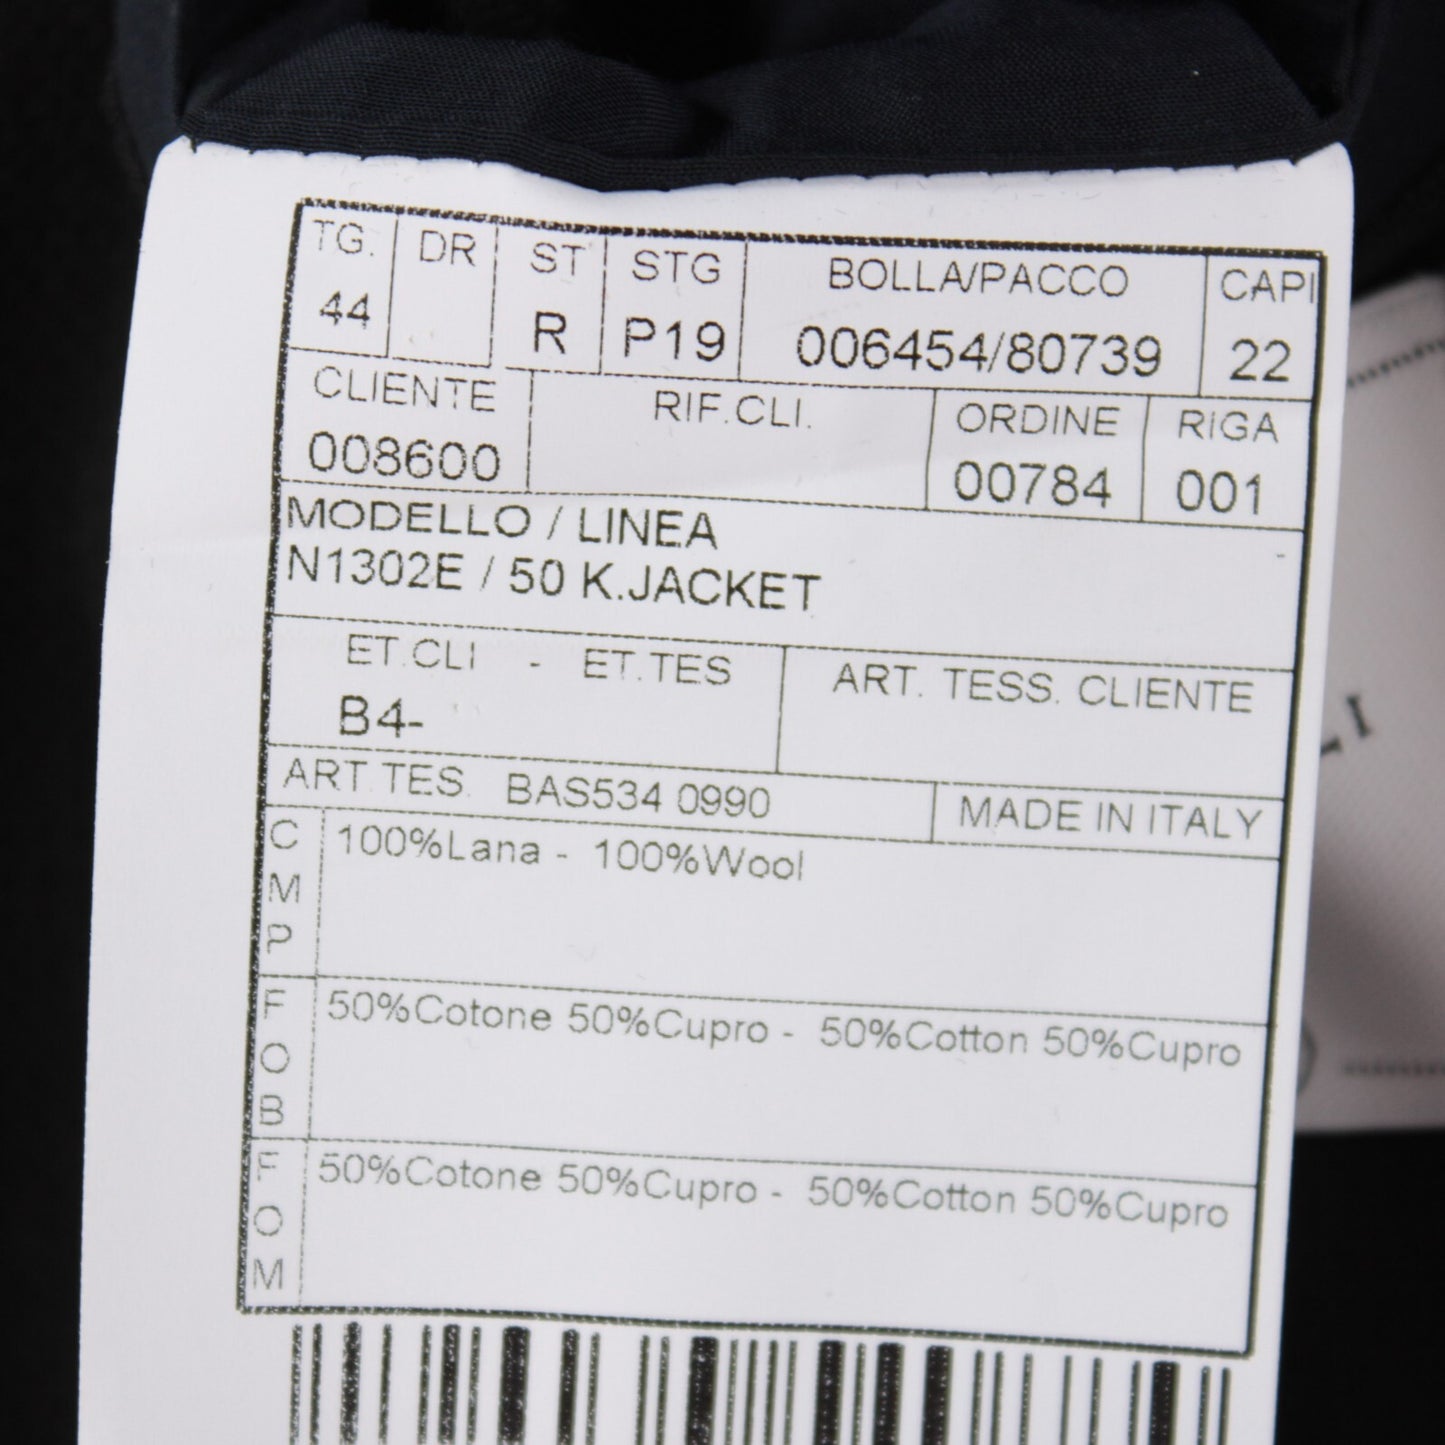 TG. DR ST STG BOLLA/PACCO CAPI
44 R P19 006454/80739 22
CLIENTE RIF.CLI. ORDINE RIGA
008600 00784 001
MODELLO / LINEA
N1302E / 50 K.JACKET
ET.CLI - ET.TES ART. TESS. CLIENTE
B4-
ART.TES. BAS534 0990 MADE IN ITALY
CMP 100%Lana - 100%Wool
FOB 50%Cotone 50%Cupro - 50%Cotton 50%Cupro
FOM 50%Cotone 50%Cupro - 50%Cotton 50%Cupro